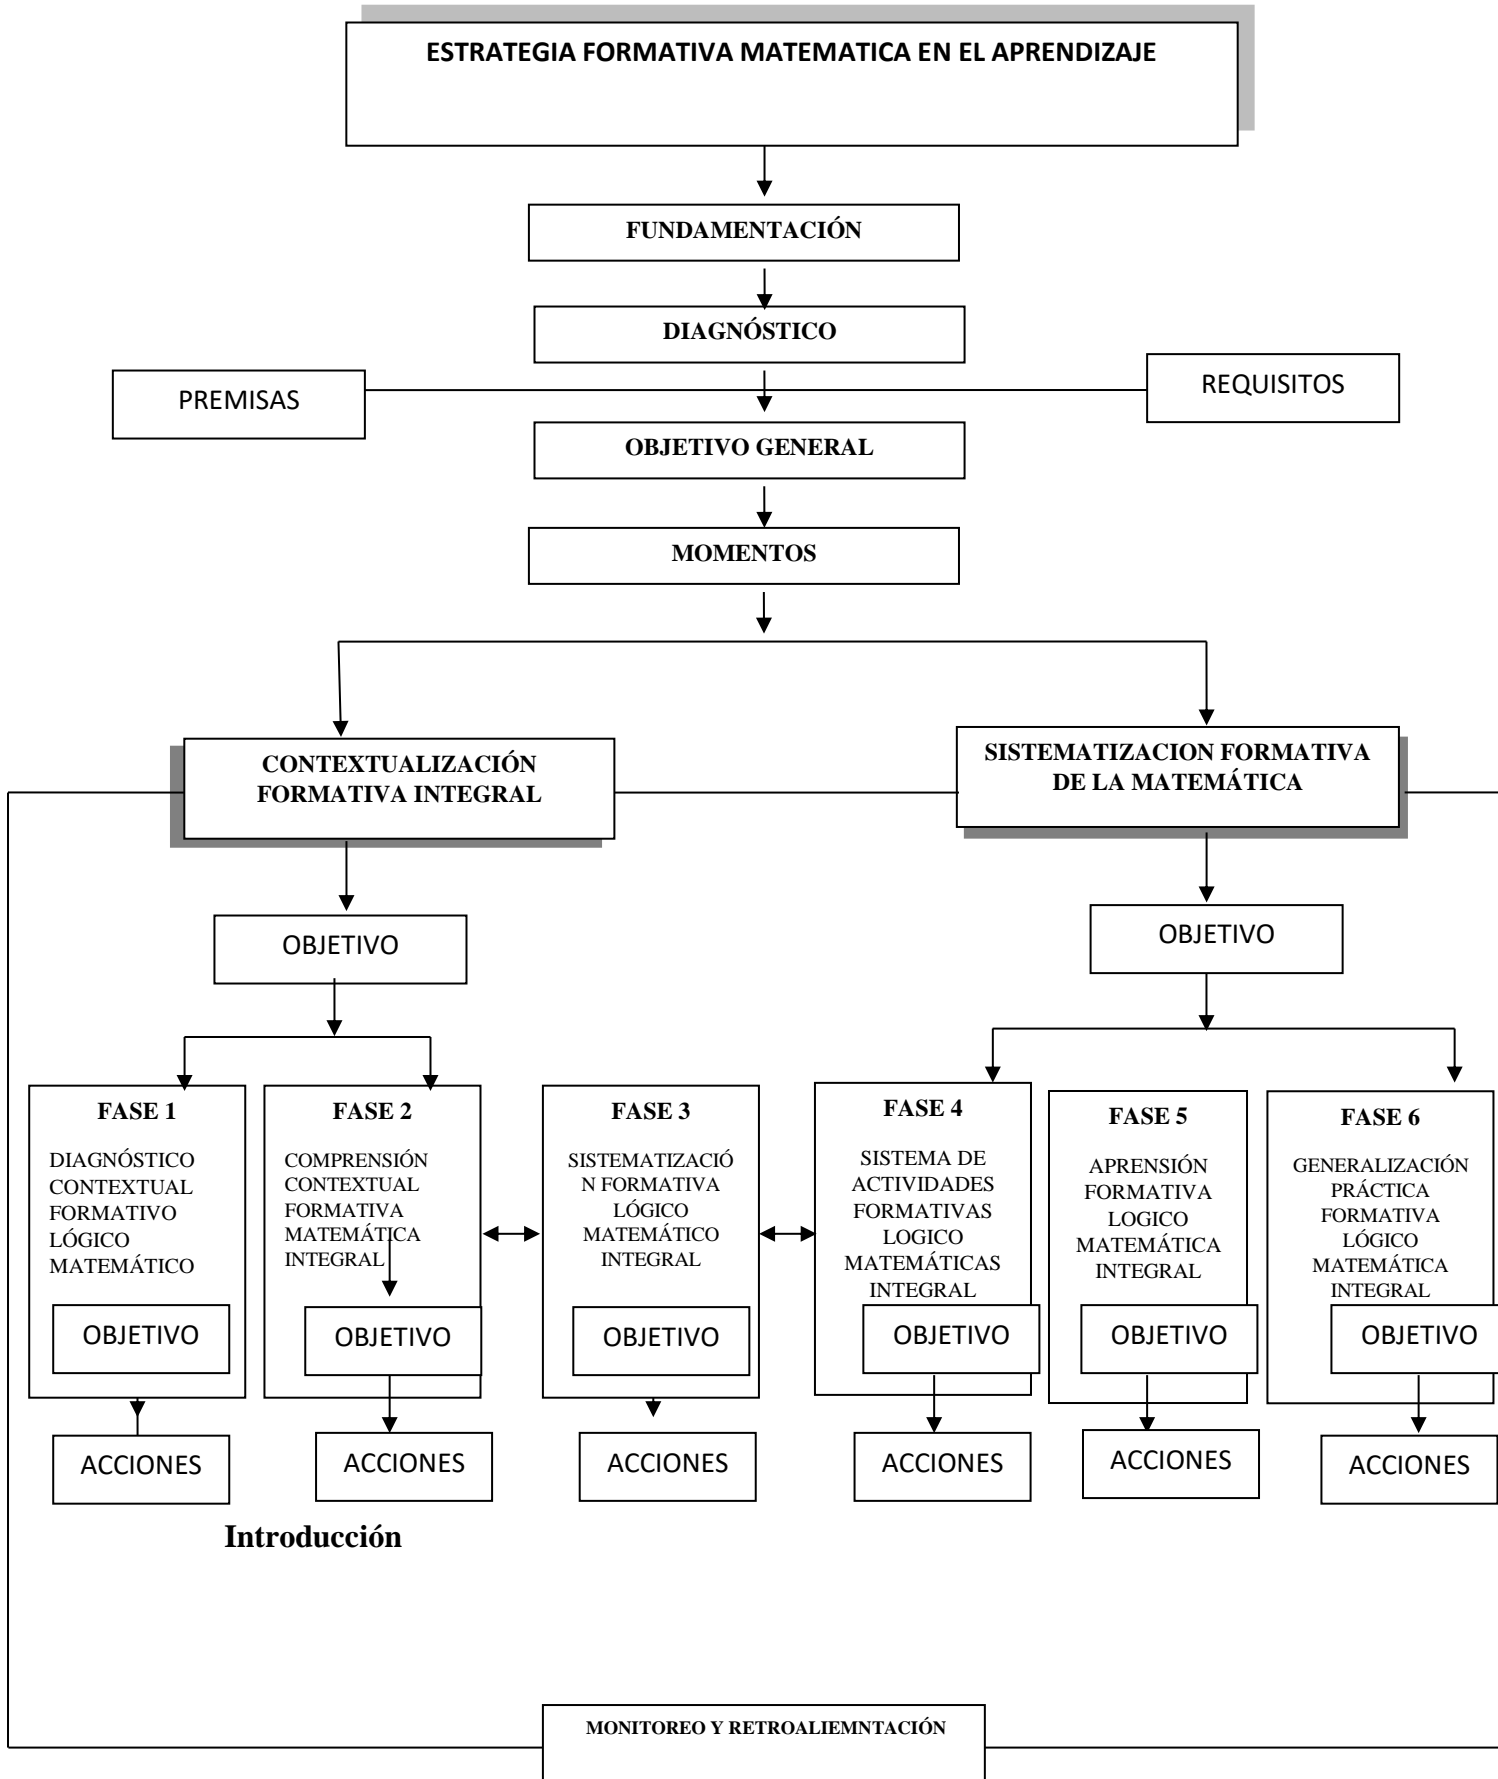 ESTRATEGIA FORMATIVA MATEMATICA EN EL APRENDIZAJE
FUNDAMENTACIÓN
DIAGNÓSTICO
PREMISAS
REQUISITOS
OBJETIVO GENERAL
MOMENTOS
CONTEXTUALIZACIÓN
FORMATIVA INTEGRAL
SISTEMATIZACION FORMATIVA
DE LA MATEMÁTICA
OBJETIVO
OBJETIVO
FASE 1
DIAGNÓSTICO
CONTEXTUAL
FORMATIVO
LÓGICO
MATEMÁTICO
OBJETIVO
ACCIONES
FASE 2
COMPRENSIÓN
CONTEXTUAL
FORMATIVA
MATEMÁTICA
INTEGRAL
OBJETIVO
ACCIONES
FASE 3
SISTEMATIZACIÓ
N FORMATIVA
LÓGICO
MATEMÁTICO
INTEGRAL
OBJETIVO
ACCIONES
FASE 4
SISTEMA DE
ACTIVIDADES
FORMATIVAS
LOGICO
MATEMÁTICAS
INTEGRAL
OBJETIVO
ACCIONES
FASE 5
APRENSIÓN
FORMATIVA
LOGICO
MATEMÁTICA
INTEGRAL
OBJETIVO
ACCIONES
FASE 6
GENERALIZACIÓN
PRÁCTICA
FORMATIVA
LÓGICO
MATEMÁTICA
INTEGRAL
OBJETIVO
ACCIONES
Introducción
MONITOREO Y RETROALIEMNTACIÓN